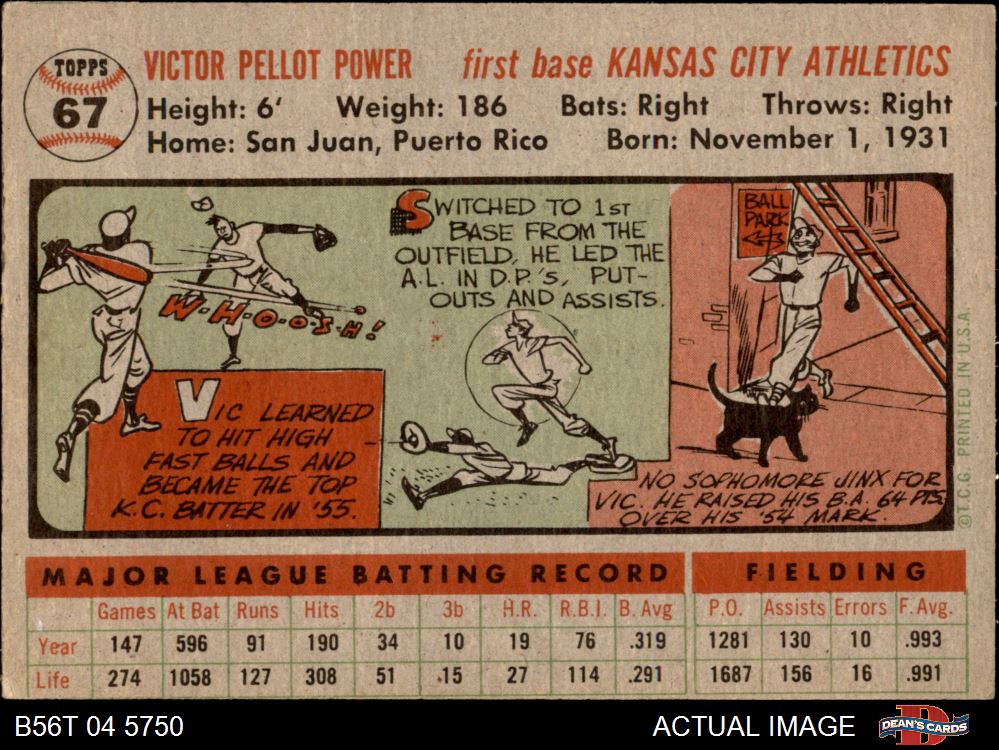 TOPPS
67
VICTOR PELLOT POWER first base KANSAS CITY ATHLETICS
Height: 6' Weight: 186 Bats: Right Throws: Right
Home: San Juan, Puerto Rico Born: November 1, 1931
W-H-O-O-S-H!
VIC LEARNED
TO HIT HIGH
FAST BALLS AND
BECAME THE TOP
K.C. BATTER IN '55.
SWITCHED TO 1ST
BASE FROM THE
OUTFIELD, HE LED THE
A.L. IN D.P.'S, PUT-
OUTS AND ASSISTS.
BALL
PARK
NO SOPHOMORE JINX FOR
VIC. HE RAISED HIS B.A. 64 PTS.
OVER HIS '54 MARK.
©T.C.G. PRINTED IN U.S.A.
MAJOR LEAGUE BATTING RECORD FIELDING
Games At Bat Runs Hits 2b 3b H.R. R.B.I. B. Avg P.O. Assists Errors F. Avg.
Year 147 596 91 190 34 10 19 76 .319 1281 130 10 .993
Life 274 1058 127 308 51 .15 27 114 .291 1687 156 16 .991
B56T 04 5750 ACTUAL IMAGE DEAN'S CARDS